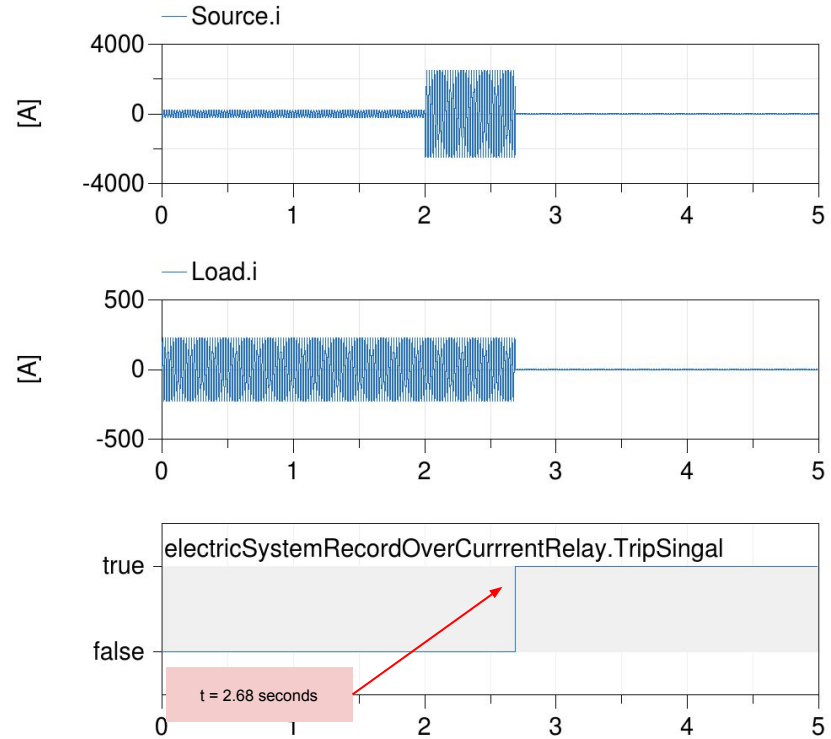 Source.i
4000
0
-4000
[A]
0 1 2 3 4 5
Load.i
500
0
-500
[A]
0 1 2 3 4 5
electricSystemRecordOverCurrrentRelay.TripSingal
true
false
t = 2.68 seconds
0 1 2 3 4 5